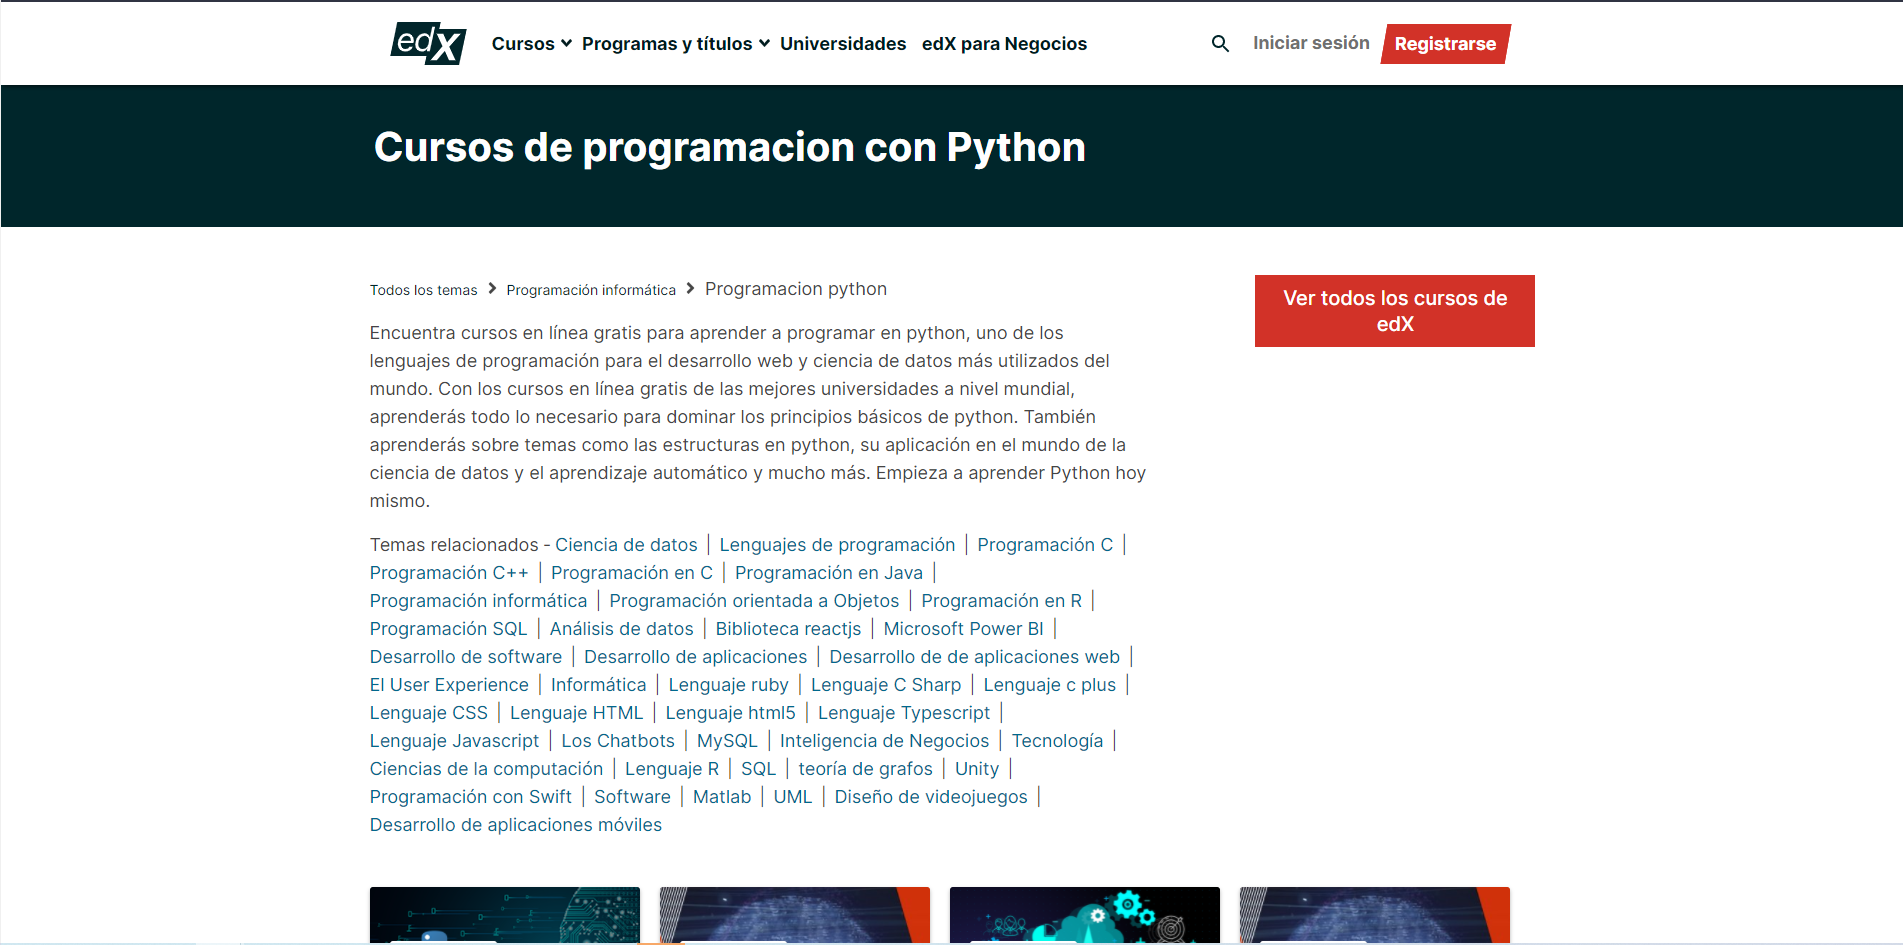 edX Cursos Programas y títulos Universidades edX para Negocios Iniciar sesión Registrarse
Cursos de programacion con Python
Todos los temas Programación informática Programacion python
Ver todos los cursos de
edX
Encuentra cursos en línea gratis para aprender a programar en python, uno de los
lenguajes de programación para el desarrollo web y ciencia de datos más utilizados del
mundo. Con los cursos en línea gratis de las mejores universidades a nivel mundial,
aprenderás todo lo necesario para dominar los principios básicos de python. También
aprenderás sobre temas como las estructuras en python, su aplicación en el mundo de la
ciencia de datos y el aprendizaje automático y mucho más. Empieza a aprender Python hoy
mismo.
Temas relacionados - Ciencia de datos | Lenguajes de programación | Programación C |
Programación C++ | Programación en C | Programación en Java |
Programación informática | Programación orientada a Objetos | Programación en R |
Programación SQL | Análisis de datos | Biblioteca reactjs | Microsoft Power BI |
Desarrollo de software | Desarrollo de aplicaciones | Desarrollo de de aplicaciones web |
El User Experience | Informática | Lenguaje ruby | Lenguaje C Sharp | Lenguaje c plus |
Lenguaje CSS | Lenguaje HTML | Lenguaje html5 | Lenguaje Typescript |
Lenguaje Javascript | Los Chatbots | MySQL | Inteligencia de Negocios | Tecnología |
Ciencias de la computación | Lenguaje R | SQL | teoría de grafos | Unity |
Programación con Swift | Software | Matlab | UML | Diseño de videojuegos |
Desarrollo de aplicaciones móviles